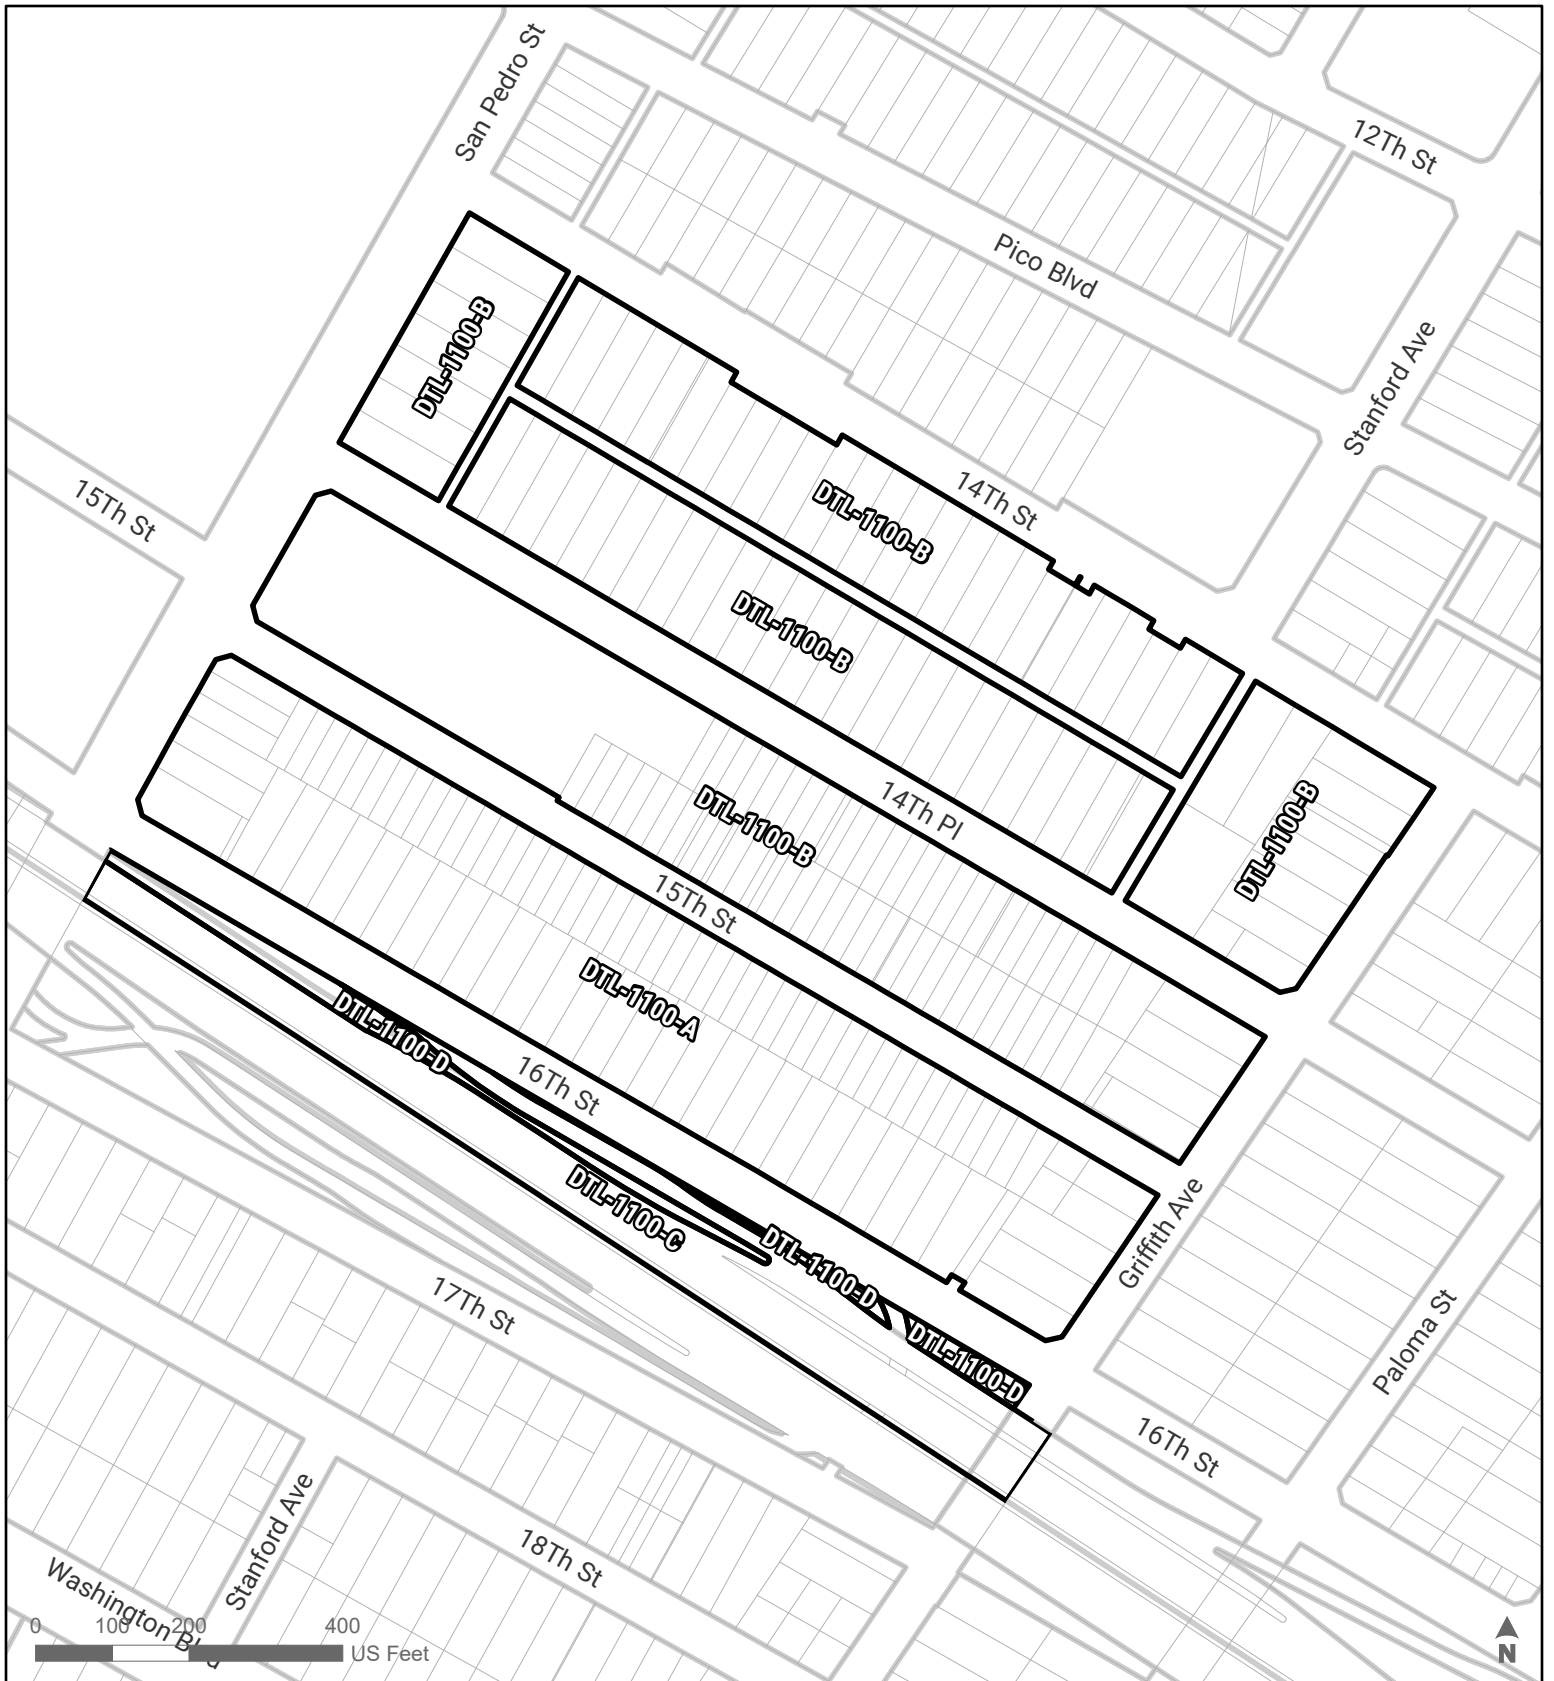 San Pedro St
12Th St
Pico Blvd
DTL-1100-B
Stanford Ave
15Th St
14Th St
DTL-1100-B
DTL-1100-B
14Th Pl
DTL-1100-B
DTL-1100-B
15Th St
DTL-1100-A
DTL-1100-D
16Th St
DTL-1100-C
DTL-1100-D
Griffith Ave
17Th St
DTL-1100-D
Paloma St
16Th St
Stanford Ave
18Th St
Washington Blvd
0 100 200 400
US Feet
N